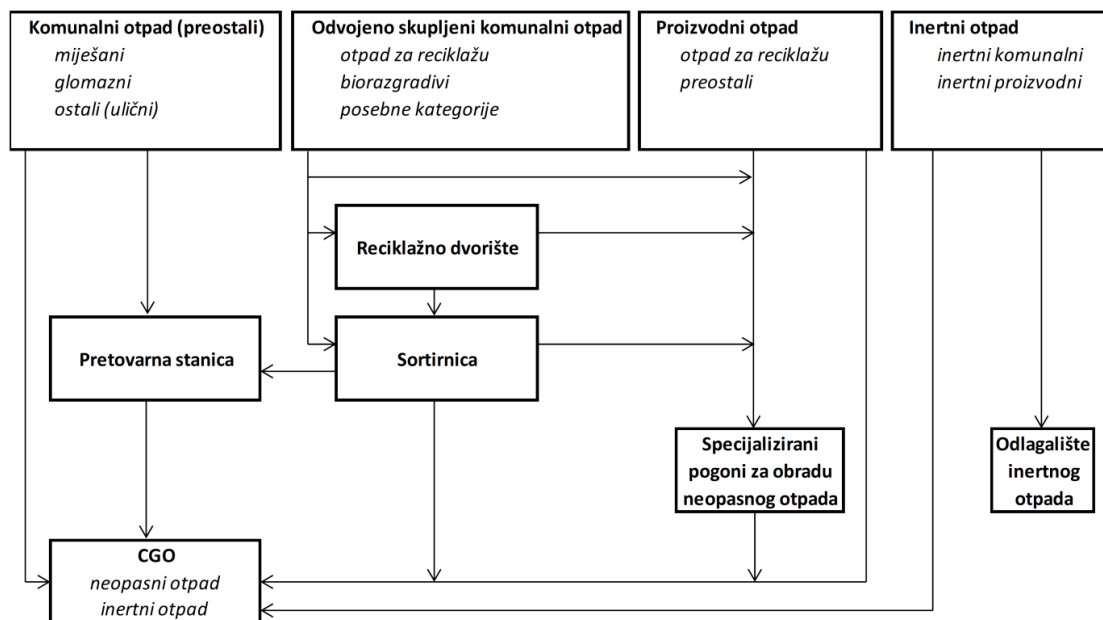 Komunalni otpad (preostali)
miješani
glomazni
ostali (ulični)
Odvojeno skupljeni komunalni otpad
otpad za reciklažu
biorazgradivi
posebne kategorije
Proizvodni otpad
otpad za reciklažu
preostali
Inertni otpad
inertni komunalni
inertni proizvodni
Reciklažno dvorište
Pretovarna stanica
Sortirnica
Specijalizirani
pogoni za obradu
neopasnog otpada
Odlagalište
inertnog
otpada
CGO
neopasni otpad
inertni otpad